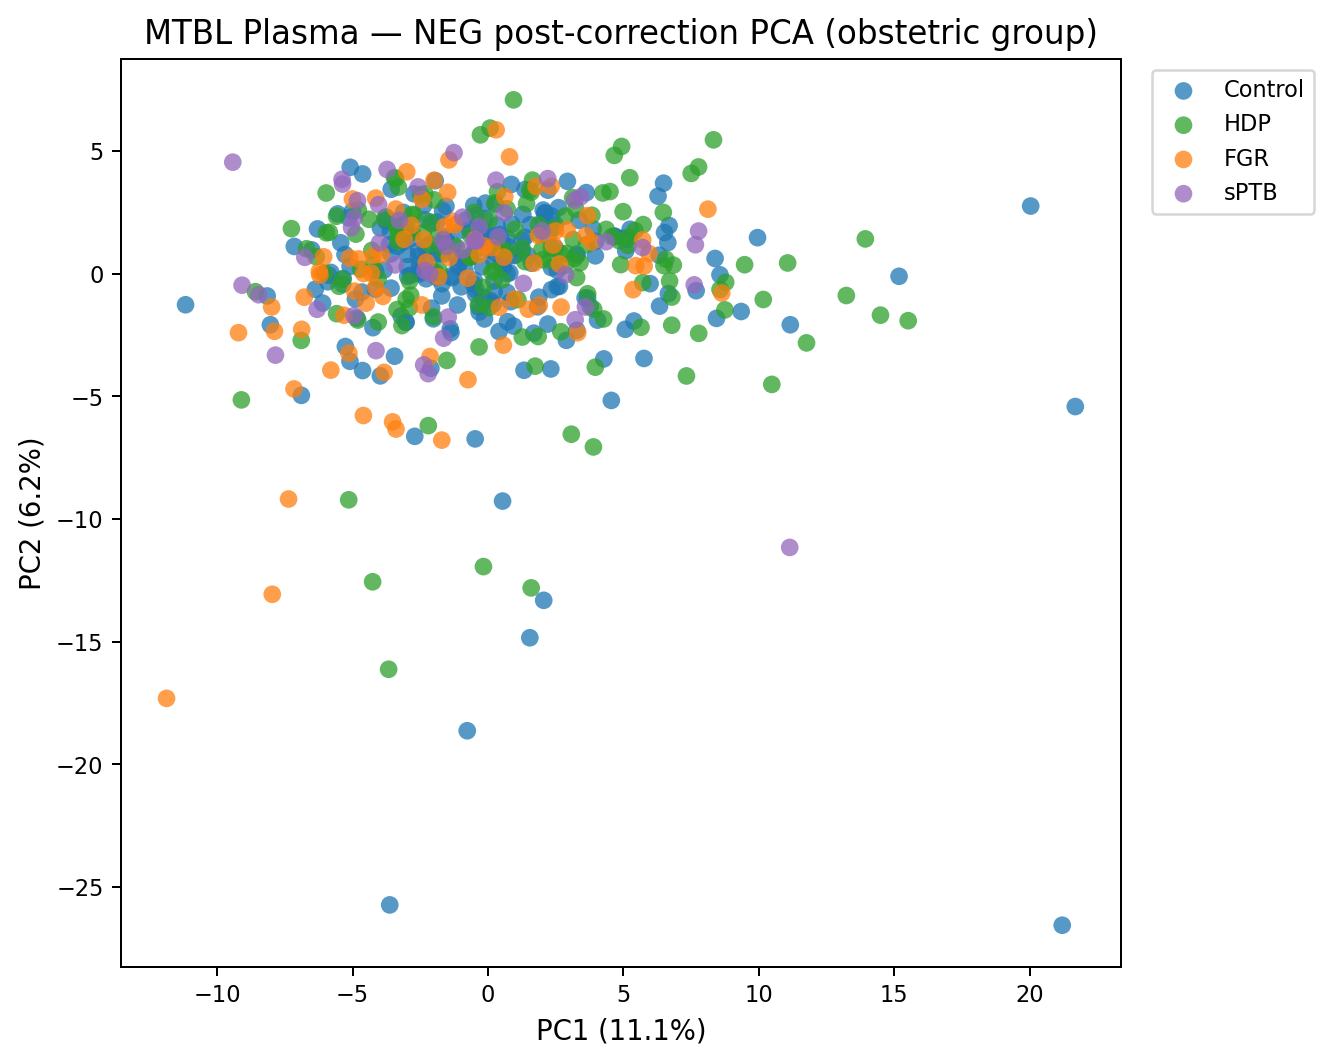 MTBL Plasma — NEG post-correction PCA (obstetric group)
Control
HDP
FGR
sPTB
5
0
−5
−10
−15
−20
−25
PC2 (6.2%)
−10
−5
0
5
10
15
20
PC1 (11.1%)